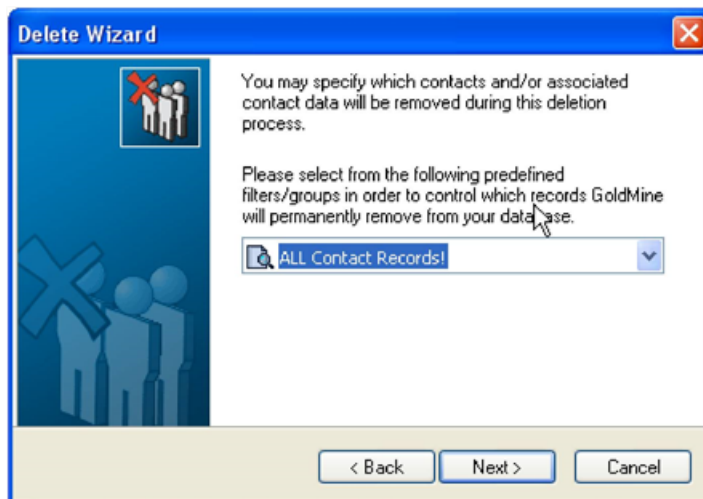 Delete Wizard
You may specify which contacts and/or associated
contact data will be removed during this deletion
process.
Please select from the following predefined
filters/groups in order to control which records GoldMine
will permanently remove from your database.
ALL Contact Records!
< Back
Next >
Cancel